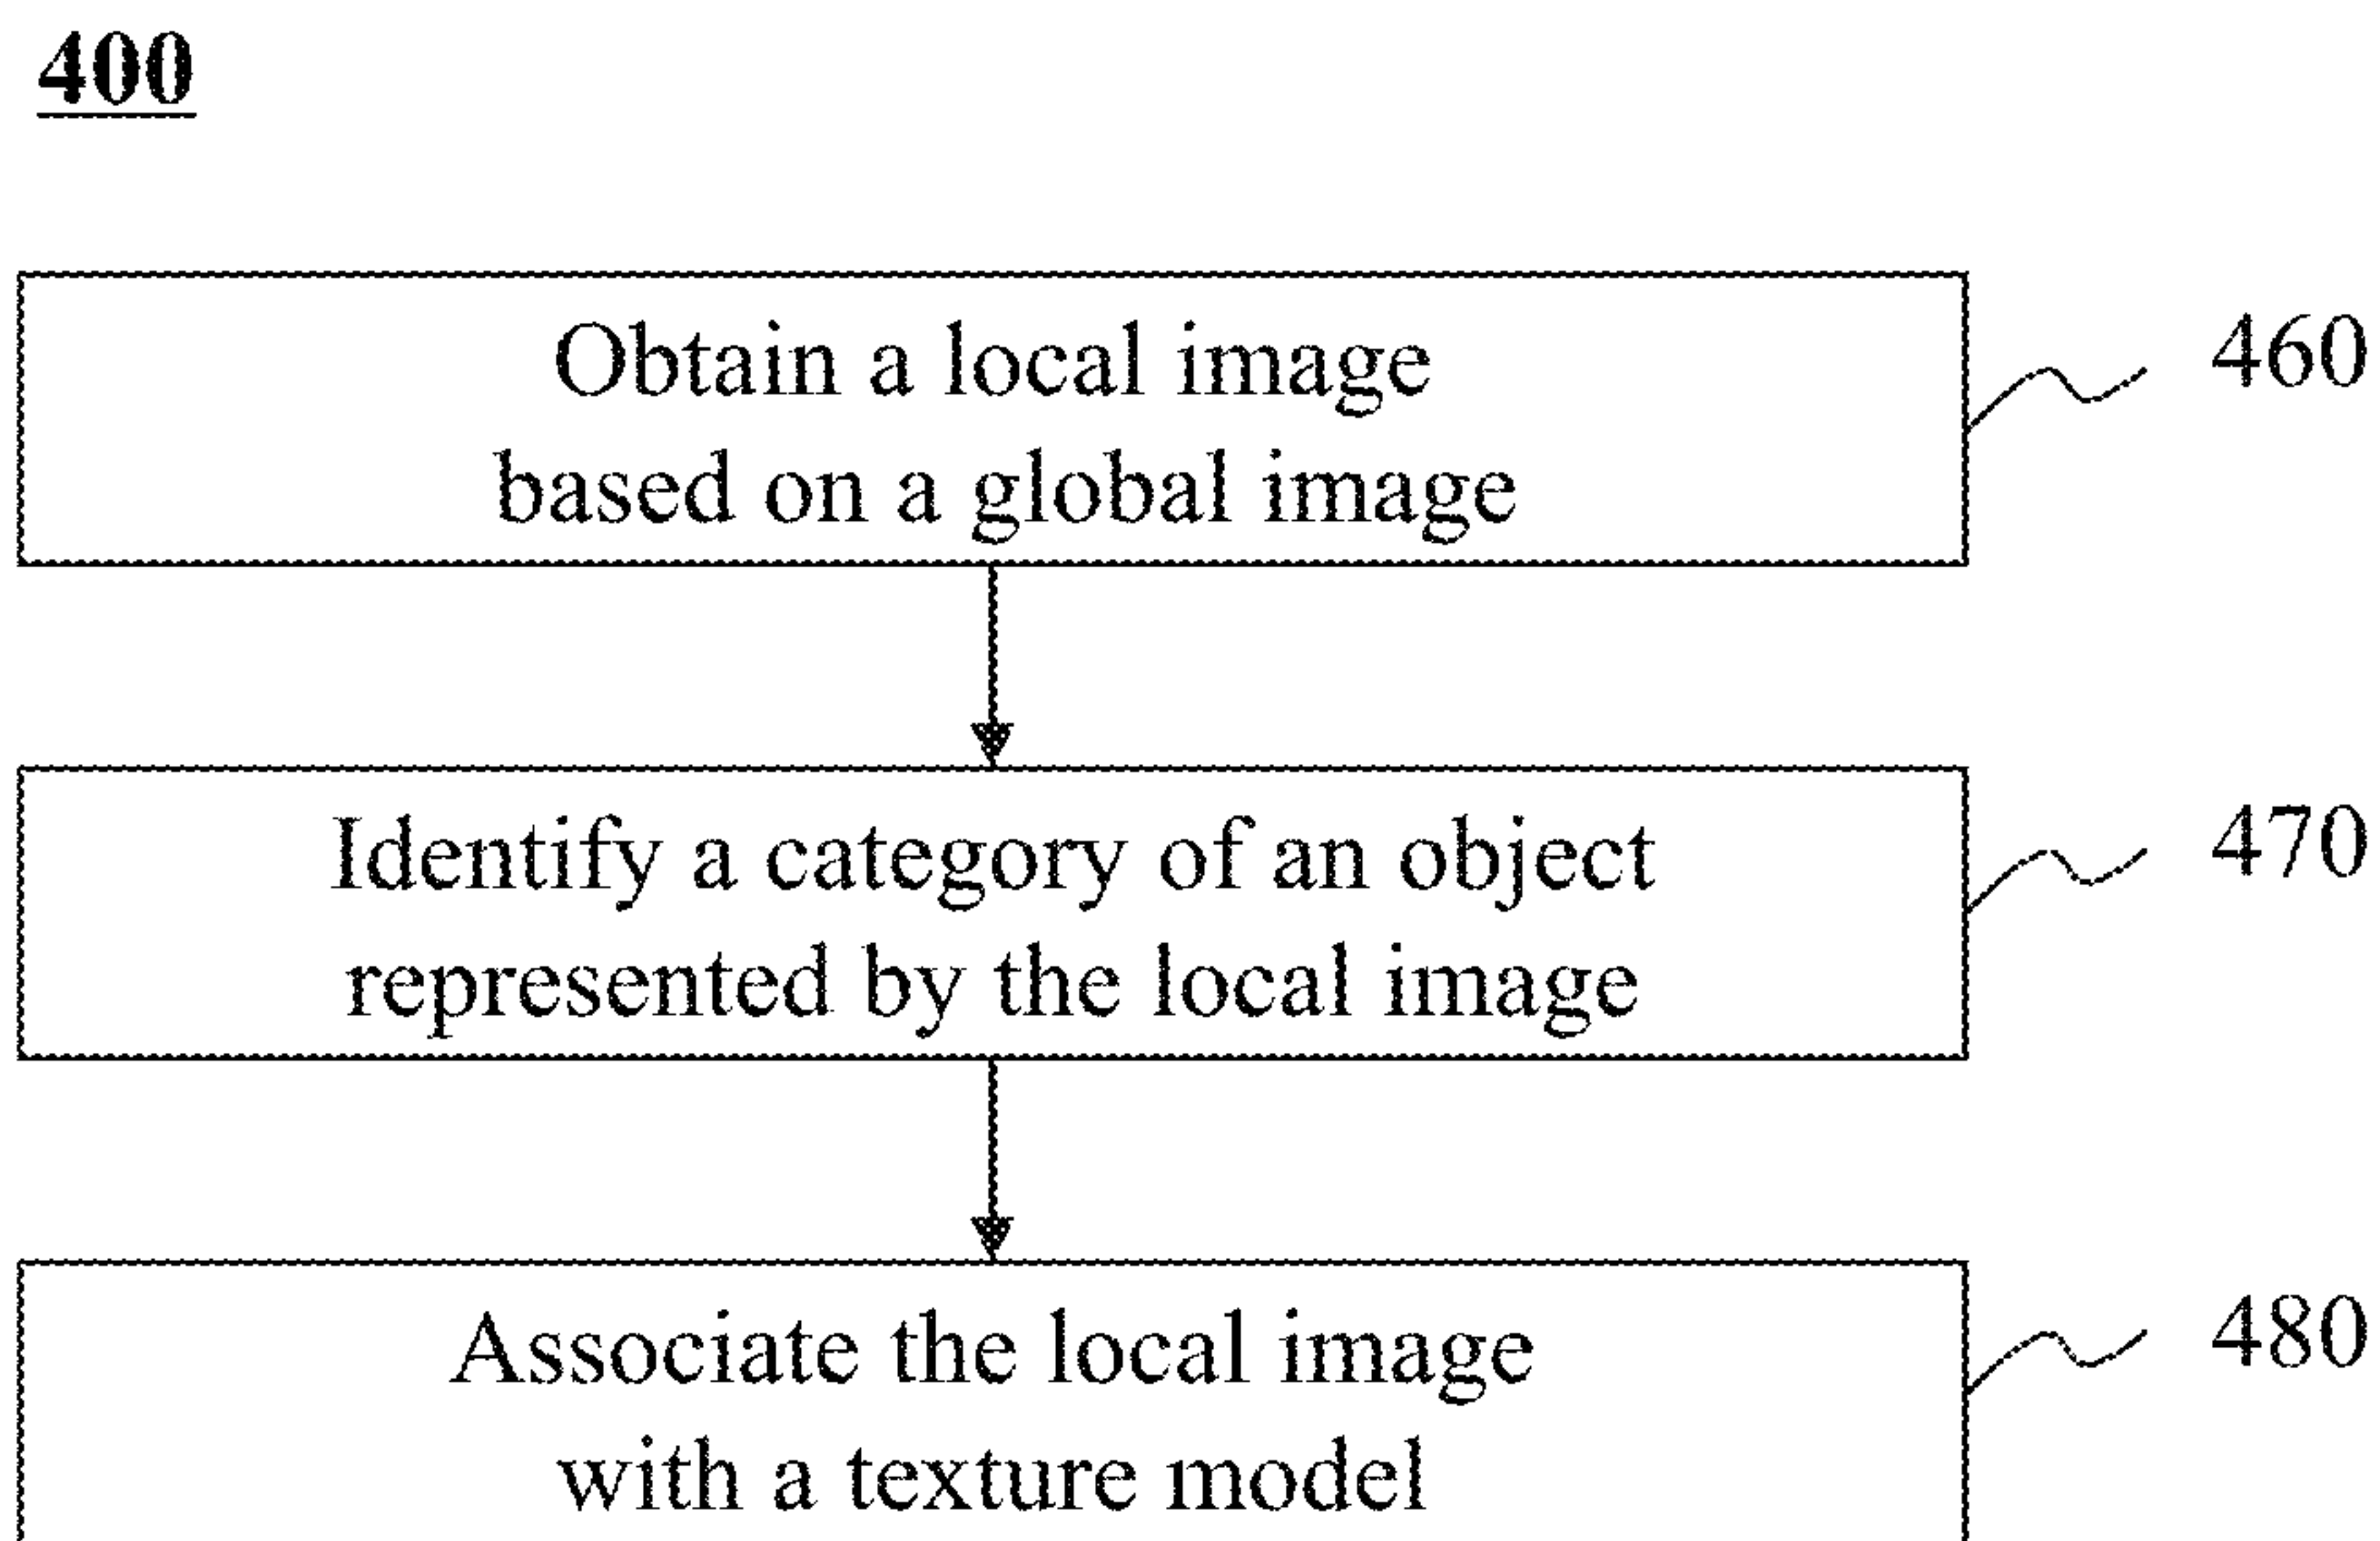 400
Obtain a local image
based on a global image
460
Identify a category of an object
represented by the local image
470
Associate the local image
with a texture model
480